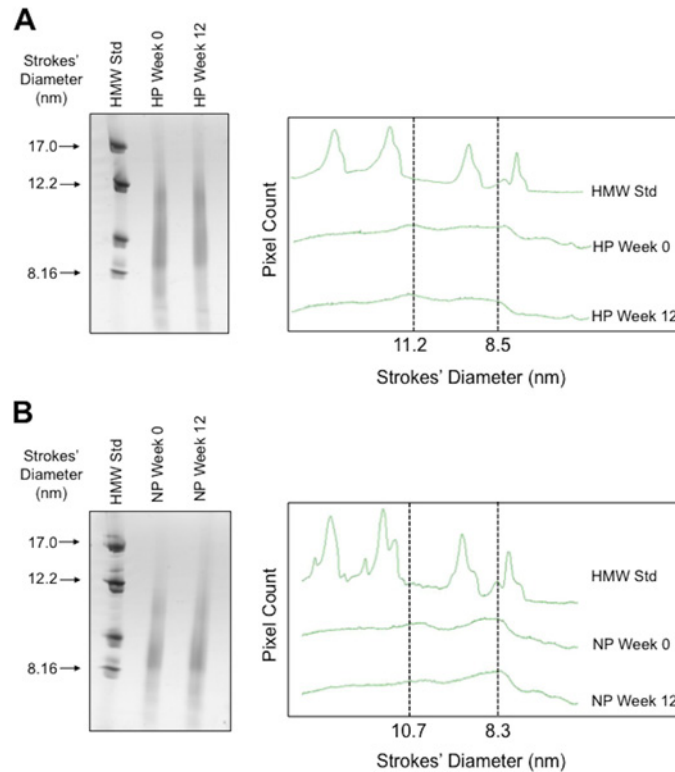 A
Strokes'
Diameter
(nm)
HMW Std
HP Week 0
HP Week 12
17.0
12.2
8.16
Pixel Count
HMW Std
HP Week 0
HP Week 12
11.2
8.5
Strokes' Diameter (nm)
B
Strokes'
Diameter
(nm)
HMW Std
NP Week 0
NP Week 12
17.0
12.2
8.16
Pixel Count
HMW Std
NP Week 0
NP Week 12
10.7
8.3
Strokes' Diameter (nm)